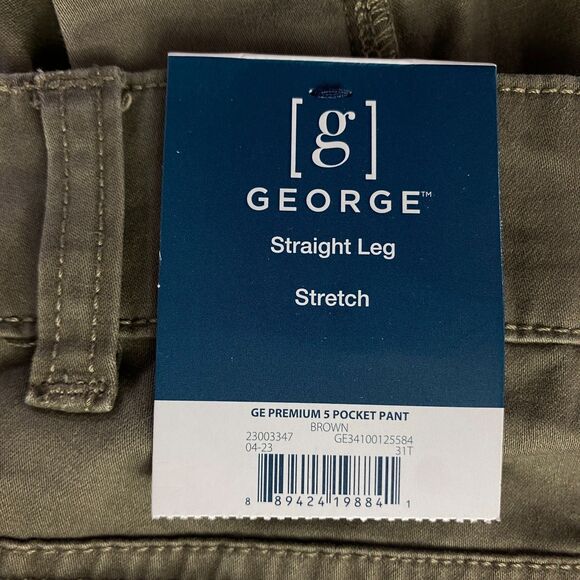 [g]
GEORGE™
Straight Leg
Stretch
GE PREMIUM 5 POCKET PANT
BROWN
23003347 GE34100125584
04-23 31T
8 89424 19884 1